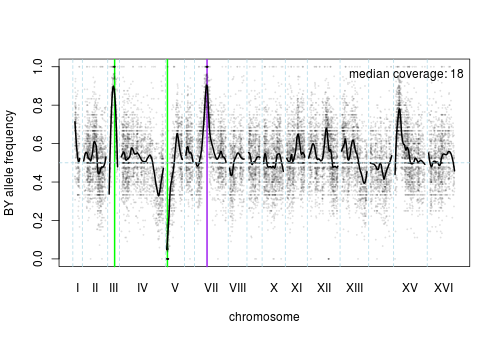 median coverage: 18
BY allele frequency
1.0
0.8
0.6
0.4
0.2
0.0
I II III IV V VII VIII X XI XII XIII XV XVI
chromosome